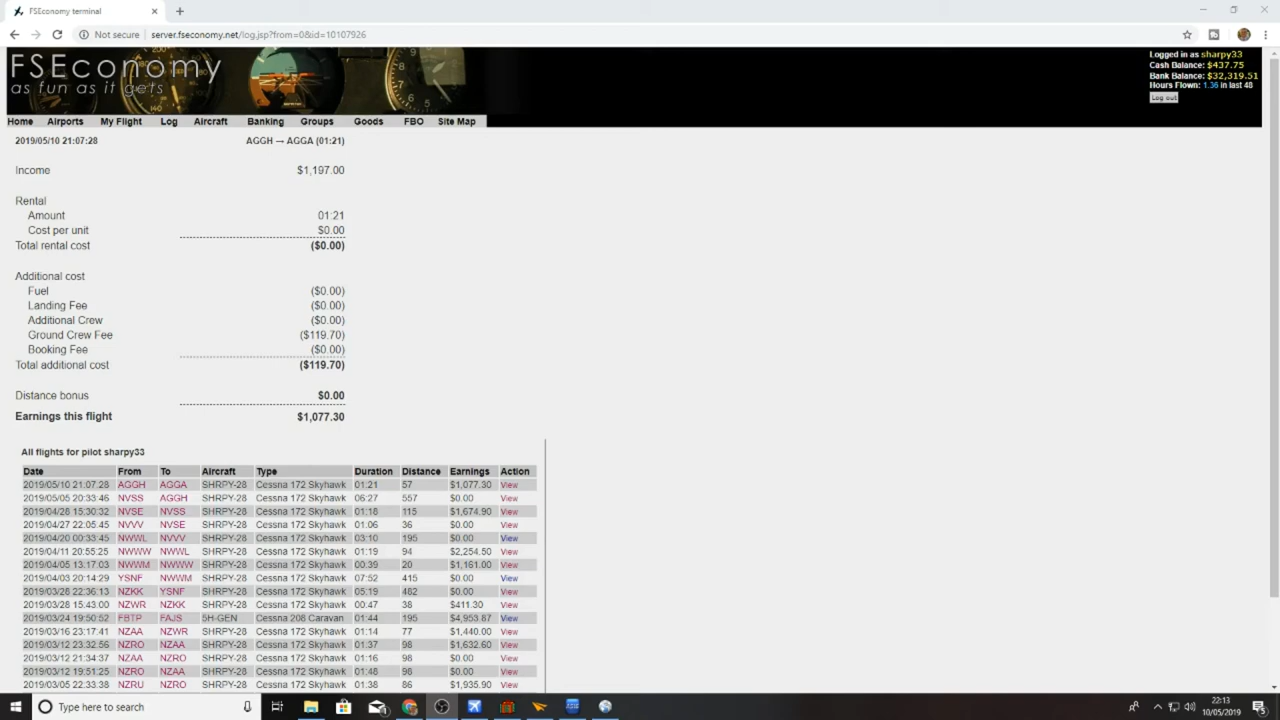 FSEconomy terminal
Not secure server.fseconomy.net/log.jsp?from=0&id=10107926
FSEconomy
as fun as it gets
Logged in as sharpy33
Cash Balance: $437.75
Bank Balance: $32,319.51
Hours Flown: 1.36 in last 48
Log out
Home Airports My Flight Log Aircraft Banking Groups Goods FBO Site Map
2019/05/10 21:07:28 AGGH → AGGA (01:21)
Income $1,197.00
Rental
Amount 01:21
Cost per unit $0.00
Total rental cost ($0.00)
Additional cost
Fuel ($0.00)
Landing Fee ($0.00)
Additional Crew ($0.00)
Ground Crew Fee ($119.70)
Booking Fee ($0.00)
Total additional cost ($119.70)
Distance bonus $0.00
Earnings this flight $1,077.30
All flights for pilot sharpy33
Date From To Aircraft Type Duration Distance Earnings Action
2019/05/10 21:07:28 AGGH AGGA SHRPY-28 Cessna 172 Skyhawk 01:21 57 $1,077.30 View
2019/05/05 20:33:46 NVSS AGGH SHRPY-28 Cessna 172 Skyhawk 06:27 557 $0.00 View
2019/04/28 15:30:32 NVSE NVSS SHRPY-28 Cessna 172 Skyhawk 01:18 115 $1,674.90 View
2019/04/27 22:05:45 NVVV NVSE SHRPY-28 Cessna 172 Skyhawk 01:06 36 $0.00 View
2019/04/20 00:33:45 NWWL NVVV SHRPY-28 Cessna 172 Skyhawk 03:10 195 $0.00 View
2019/04/11 20:55:25 NWWW NWWL SHRPY-28 Cessna 172 Skyhawk 01:19 94 $2,254.50 View
2019/04/05 13:17:03 NWWM NWWW SHRPY-28 Cessna 172 Skyhawk 00:39 20 $1,161.00 View
2019/04/03 20:14:29 YSNF NWWM SHRPY-28 Cessna 172 Skyhawk 07:52 415 $0.00 View
2019/03/28 22:36:13 NZKK YSNF SHRPY-28 Cessna 172 Skyhawk 05:19 482 $0.00 View
2019/03/28 15:43:00 NZWR NZKK SHRPY-28 Cessna 172 Skyhawk 00:47 38 $411.30 View
2019/03/24 19:50:52 FBTP FAJS 5H-GEN Cessna 208 Caravan 01:44 195 $4,953.87 View
2019/03/16 23:17:41 NZAA NZWR SHRPY-28 Cessna 172 Skyhawk 01:14 77 $1,440.00 View
2019/03/12 23:32:56 NZRO NZAA SHRPY-28 Cessna 172 Skyhawk 01:37 98 $1,632.60 View
2019/03/12 21:34:37 NZAA NZRO SHRPY-28 Cessna 172 Skyhawk 01:16 98 $0.00 View
2019/03/12 19:51:25 NZRO NZAA SHRPY-28 Cessna 172 Skyhawk 01:48 98 $0.00 View
2019/03/05 22:33:38 NZRU NZRO SHRPY-28 Cessna 172 Skyhawk 01:38 86 $1,935.90 View
Type here to search
22:13
10/05/2019